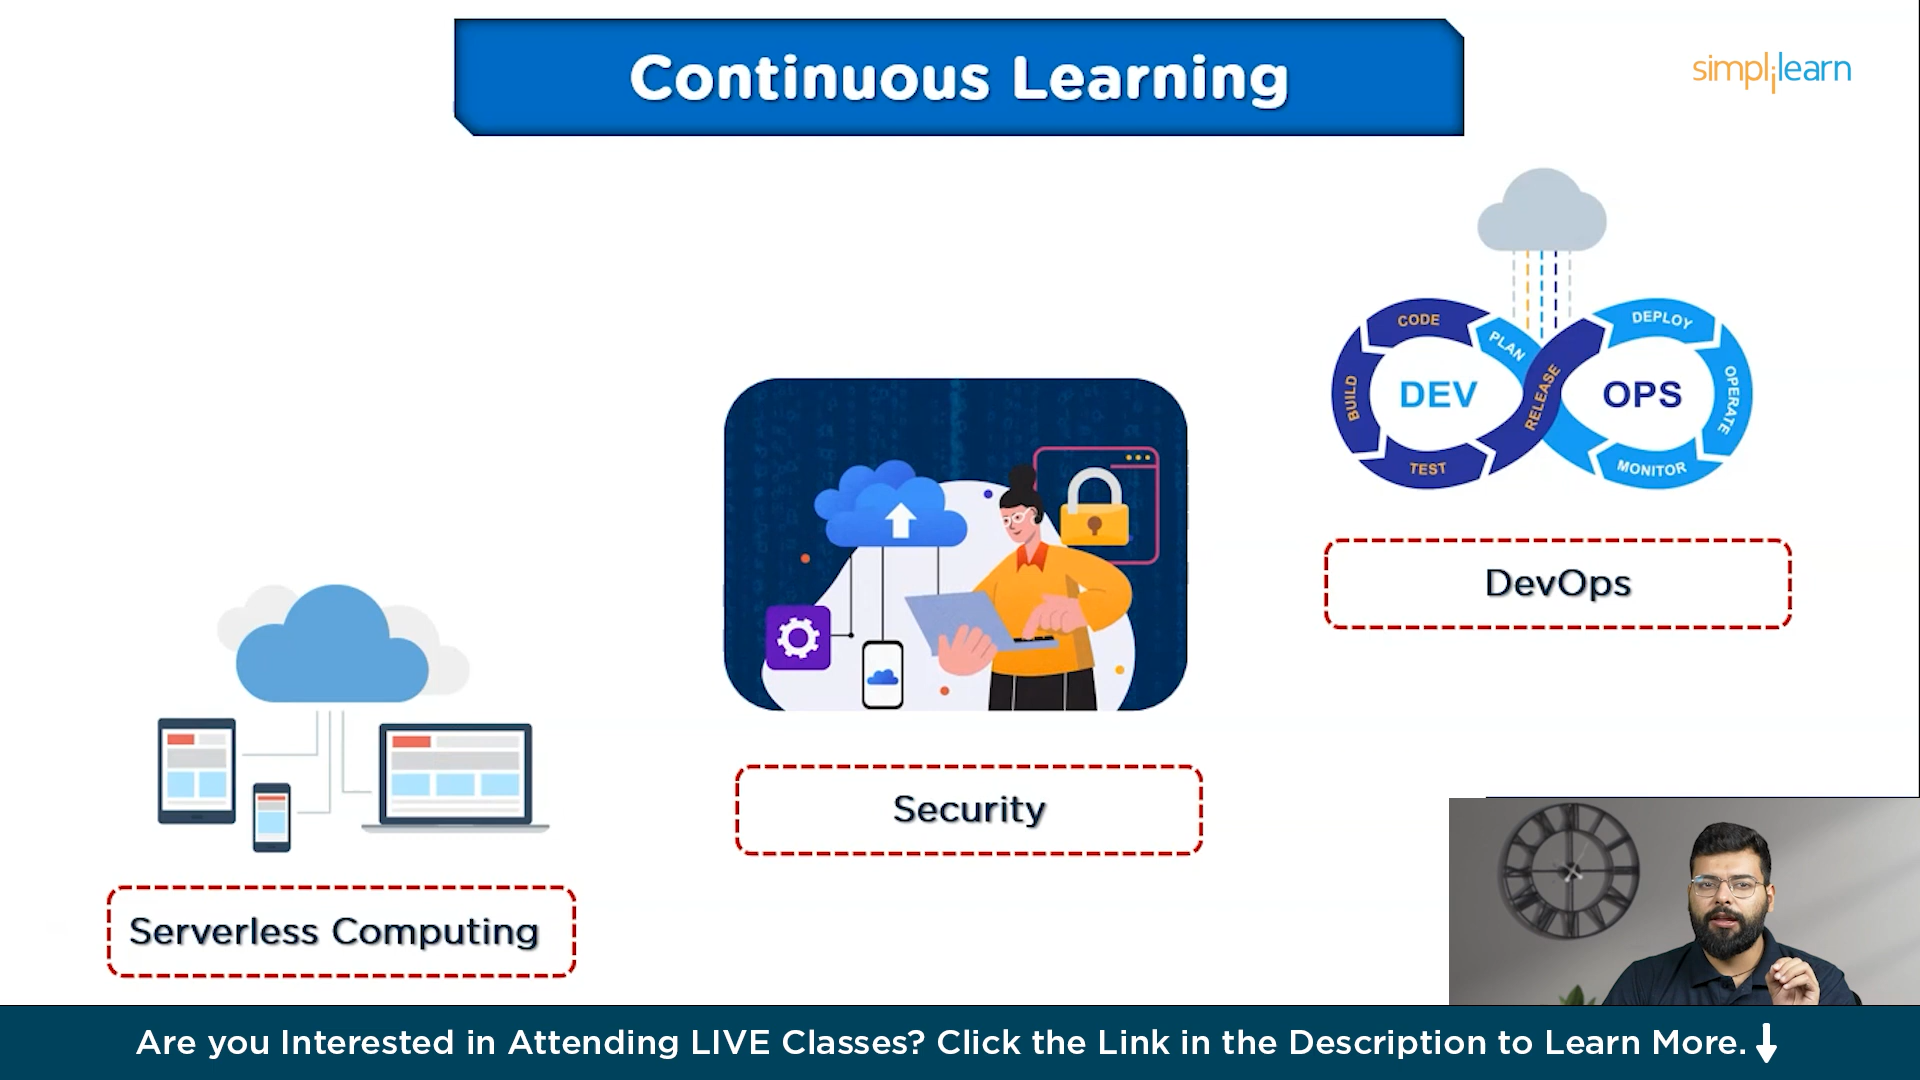 Continuous Learning
simplilearn
CODE
PLAN
DEPLOY
BUILD
DEV
RELEASE
OPS
OPERATE
TEST
MONITOR
DevOps
Security
Serverless Computing
Are you Interested in Attending LIVE Classes? Click the Link in the Description to Learn More.